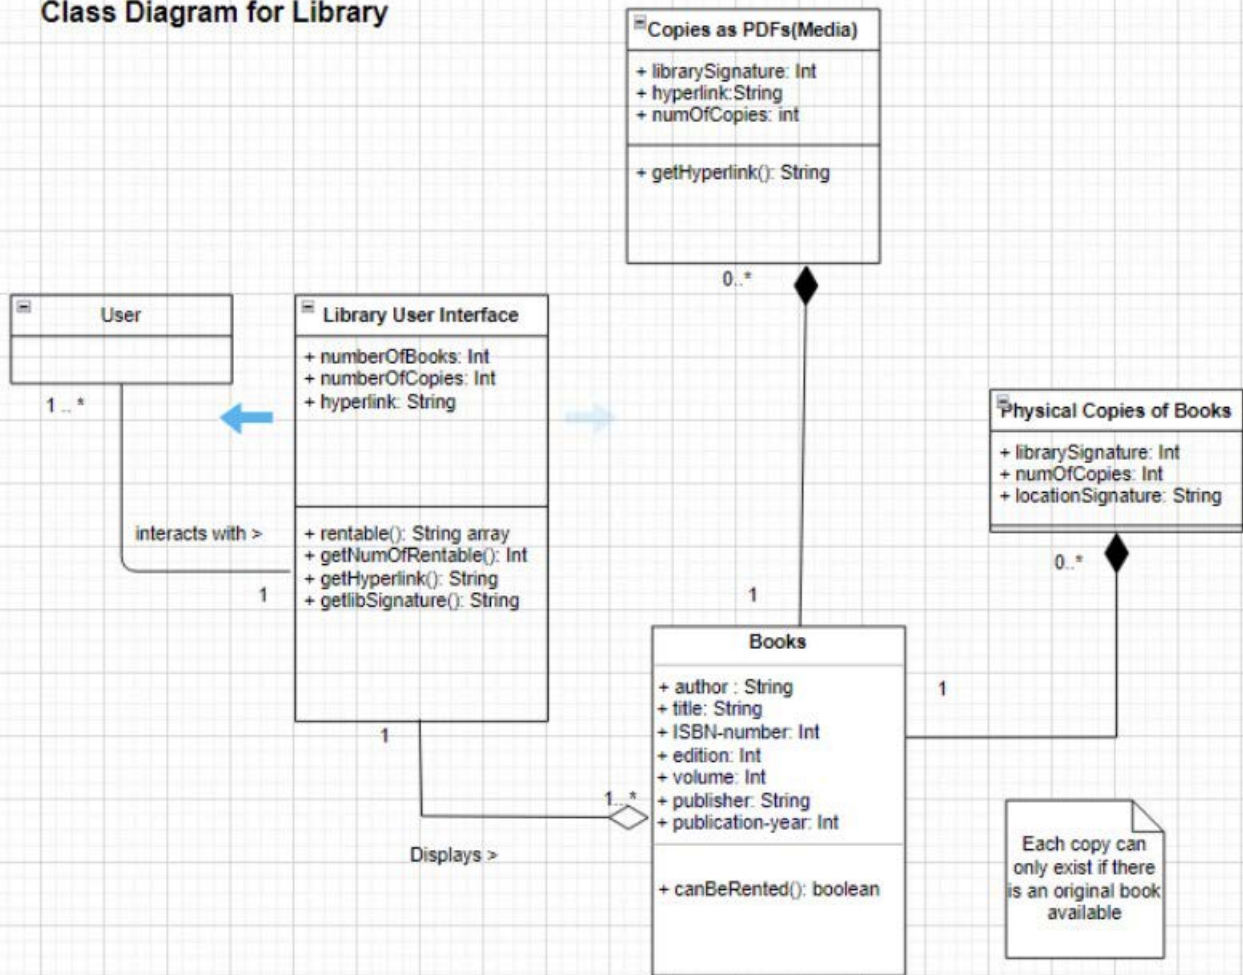 Class Diagram for Library
Copies as PDFs(Media)
+ librarySignature: Int
+ hyperlink:String
+ numOfCopies: int
+ getHyperlink(): String
0..*
User
1 .. *
Library User Interface
+ numberOfBooks: Int
+ numberOfCopies: Int
+ hyperlink: String
+ rentable(): String array
+ getNumOfRentable(): Int
+ getHyperlink(): String
+ getlibSignature(): String
interacts with >
1
1
Displays >
1...*
Physical Copies of Books
+ librarySignature: Int
+ numOfCopies: Int
+ locationSignature: String
0..*
1
1
Books
+ author : String
+ title: String
+ ISBN-number: Int
+ edition: Int
+ volume: Int
+ publisher: String
+ publication-year: Int
+ canBeRented(): boolean
Each copy can
only exist if there
is an original book
available